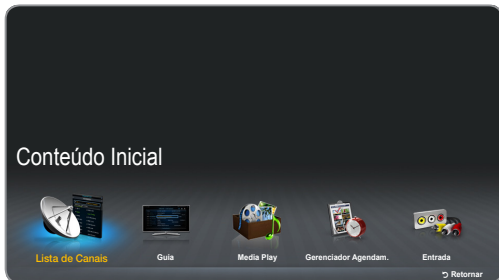 Conteúdo Inicial
Lista de Canais
Guia
Media Play
Gerenciador Agendam.
Entrada
Retornar